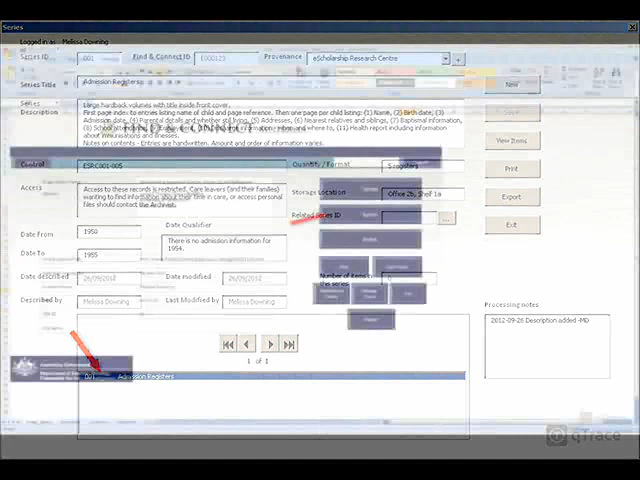 Series
Logged in as Melissa Downing
Series ID 001 Find & Connect ID E000123 Provenance eScholarship Research Centre +
Series Title Admission Registers New
Series Description Large hardback volumes with title inside front cover.
First page index to entries listing name of child and page reference. Then one page per child listing: (1) Name, (2) Birth date, (3)
Admission date, (4) Parental details and whether still living, (5) Addresses, (6) Nearest relatives and siblings, (7) Baptismal information,
(8) School
information about immunisations and illnesses.
Notes on contents - Entries are handwritten. Amount and order of information varies.
View Items
Control ESRC001-005 Quantity / Format 5 registers Print
Access Access to these records is restricted. Care leavers (and their families)
wanting to find information about their time in care, or access personal
files should contact the Archivist.
Storage Location Office 2b, Shelf 1a Export
Related Series ID ... Exit
Date From 1950 Date Qualifier There is no admission information for
1954.
Date To 1955
Date described 26/09/2012 Date modified 26/09/2012 Number of items in
this series 0
Described by Melissa Downing Last Modified by Melissa Downing
Processing notes
2012-09-26 Description added -MD
1 of 1
001 Admission Registers
qTrace